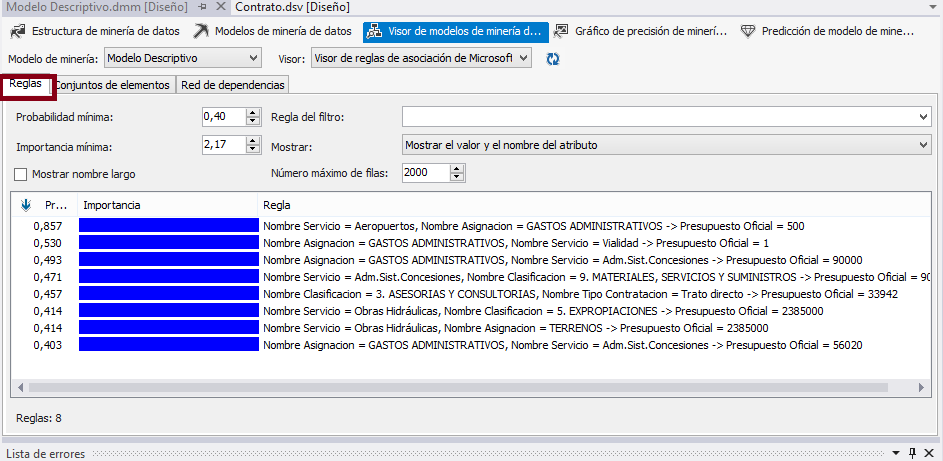 Modelo Descriptivo.dmm [Diseño] Contrato.dsv [Diseño]
Estructura de minería de datos Modelos de minería de datos Visor de modelos de minería d... Gráfico de precisión de minerí... Predicción de modelo de mine...
Modelo de minería: Modelo Descriptivo Visor: Visor de reglas de asociación de Microsoft
Reglas Conjuntos de elementos Red de dependencias
Probabilidad mínima: 0,40 Regla del filtro:
Importancia mínima: 2,17 Mostrar: Mostrar el valor y el nombre del atributo
Mostrar nombre largo Número máximo de filas: 2000
Pr... Importancia Regla
0,857 Nombre Servicio = Aeropuertos, Nombre Asignacion = GASTOS ADMINISTRATIVOS -> Presupuesto Oficial = 500
0,530 Nombre Asignacion = GASTOS ADMINISTRATIVOS, Nombre Servicio = Vialidad -> Presupuesto Oficial = 1
0,493 Nombre Asignacion = GASTOS ADMINISTRATIVOS, Nombre Servicio = Adm.Sist.Concesiones -> Presupuesto Oficial = 90000
0,471 Nombre Servicio = Adm.Sist.Concesiones, Nombre Clasificacion = 9. MATERIALES, SERVICIOS Y SUMINISTROS -> Presupuesto Oficial = 90
0,457 Nombre Clasificacion = 3. ASESORIAS Y CONSULTORIAS, Nombre Tipo Contratacion = Trato directo -> Presupuesto Oficial = 33942
0,414 Nombre Servicio = Obras Hidráulicas, Nombre Clasificacion = 5. EXPROPIACIONES -> Presupuesto Oficial = 2385000
0,414 Nombre Servicio = Obras Hidráulicas, Nombre Asignacion = TERRENOS -> Presupuesto Oficial = 2385000
0,403 Nombre Asignacion = GASTOS ADMINISTRATIVOS, Nombre Servicio = Adm.Sist.Concesiones -> Presupuesto Oficial = 56020
Reglas: 8
Lista de errores